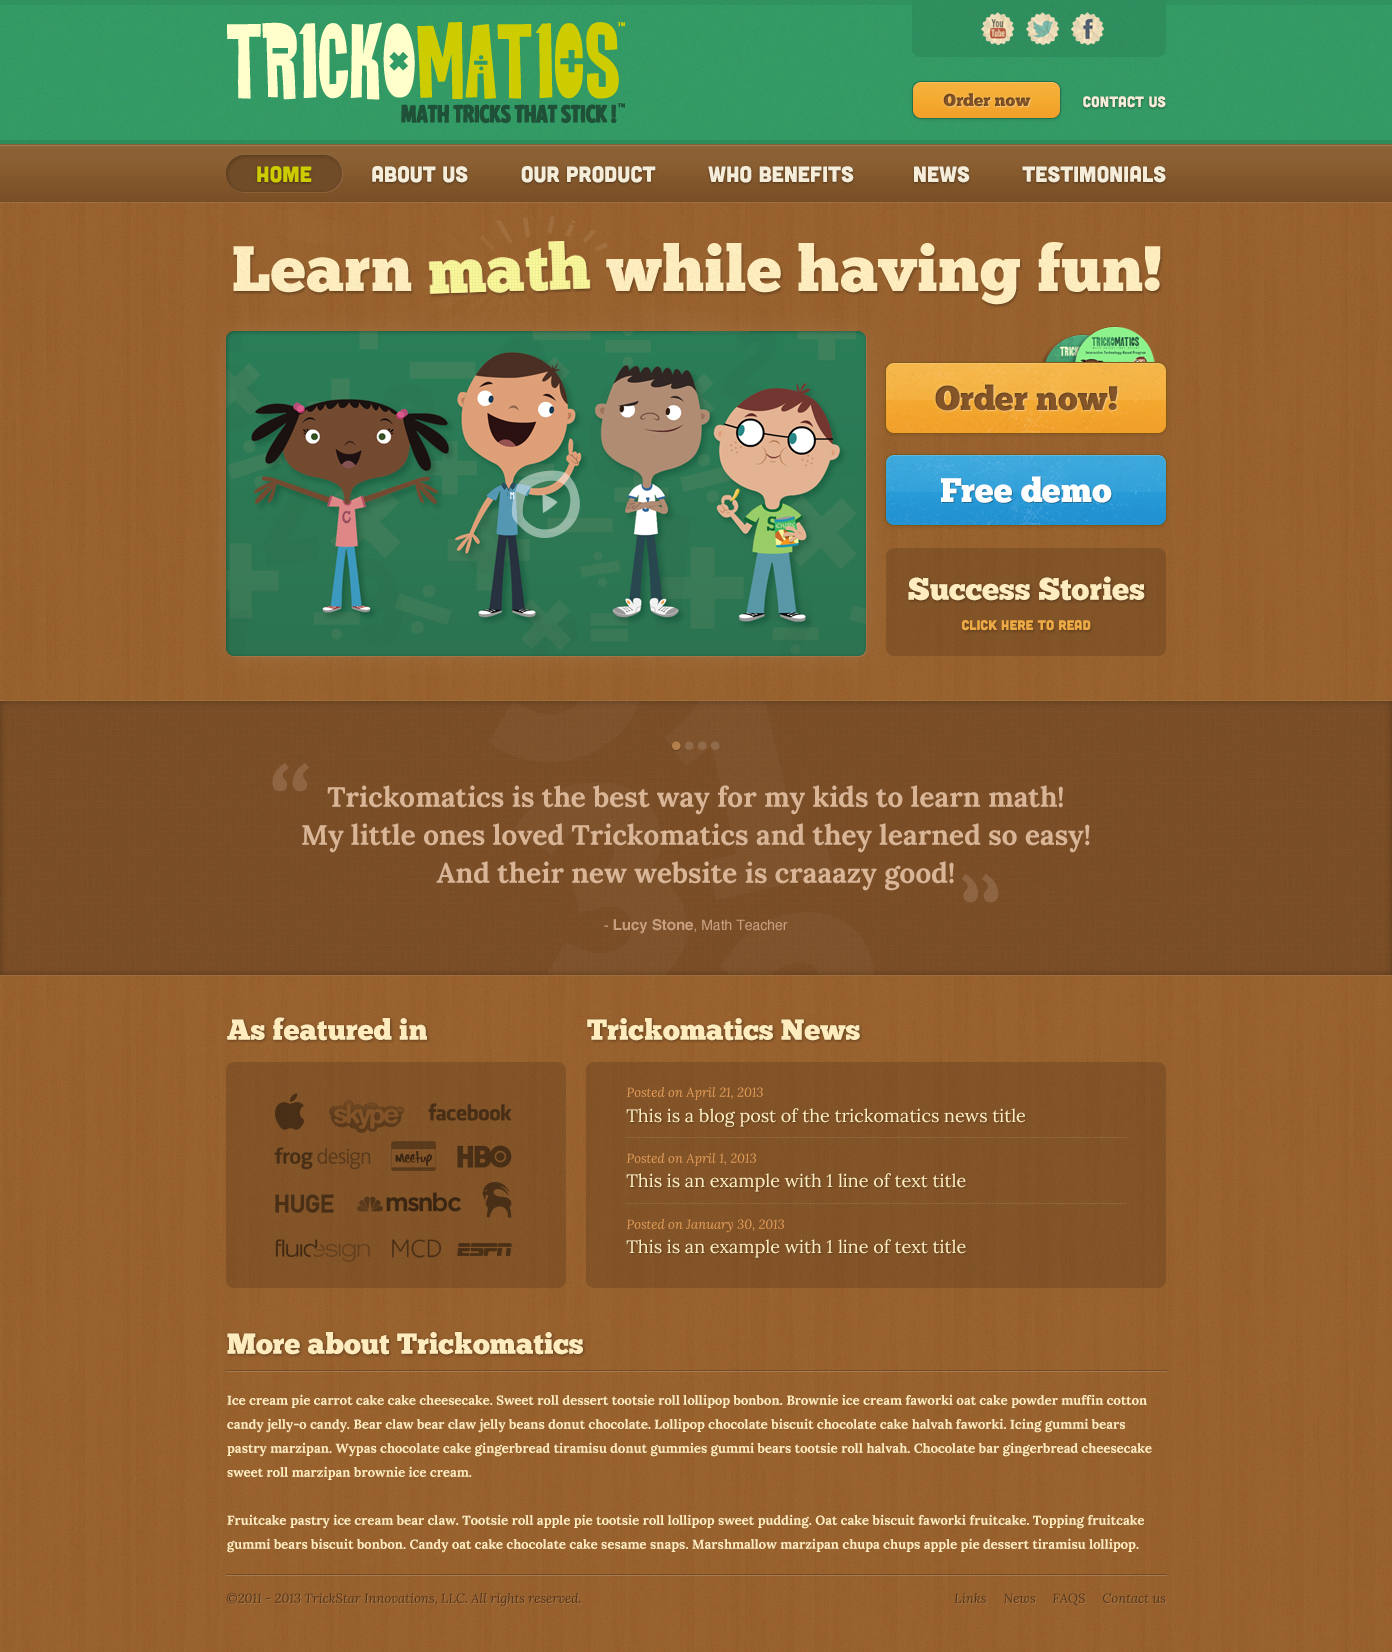 TRICKOMATICS™
MATH TRICKS THAT STICK!™
You Tube
Order now
CONTACT US
HOME
ABOUT US
OUR PRODUCT
WHO BENEFITS
NEWS
TESTIMONIALS
Learn math while having fun!
TRICKOMATICS
Interactive Technology Based Program
Order now!
Free demo
Success Stories
CLICK HERE TO READ
“ Trickomatics is the best way for my kids to learn math!
My little ones loved Trickomatics and they learned so easy!
And their new website is craaazy good! ”
- Lucy Stone, Math Teacher
As featured in
skype
facebook
frog design
Meetup
HBO
HUGE
msnbc
fluidesign
MCD
ESPN
Trickomatics News
Posted on April 21, 2013
This is a blog post of the trickomatics news title
Posted on April 1, 2013
This is an example with 1 line of text title
Posted on January 30, 2013
This is an example with 1 line of text title
More about Trickomatics
Ice cream pie carrot cake cake cheesecake. Sweet roll dessert tootsie roll lollipop bonbon. Brownie ice cream faworki oat cake powder muffin cotton
candy jelly-o candy. Bear claw bear claw jelly beans donut chocolate. Lollipop chocolate biscuit chocolate cake halvah faworki. Icing gummi bears
pastry marzipan. Wypas chocolate cake gingerbread tiramisu donut gummies gummi bears tootsie roll halvah. Chocolate bar gingerbread cheesecake
sweet roll marzipan brownie ice cream.
Fruitcake pastry ice cream bear claw. Tootsie roll apple pie tootsie roll lollipop sweet pudding. Oat cake biscuit faworki fruitcake. Topping fruitcake
gummi bears biscuit bonbon. Candy oat cake chocolate cake sesame snaps. Marshmallow marzipan chupa chups apple pie dessert tiramisu lollipop.
©2011 - 2013 TrickStar Innovations, LLC. All rights reserved.
Links
News
FAQS
Contact us